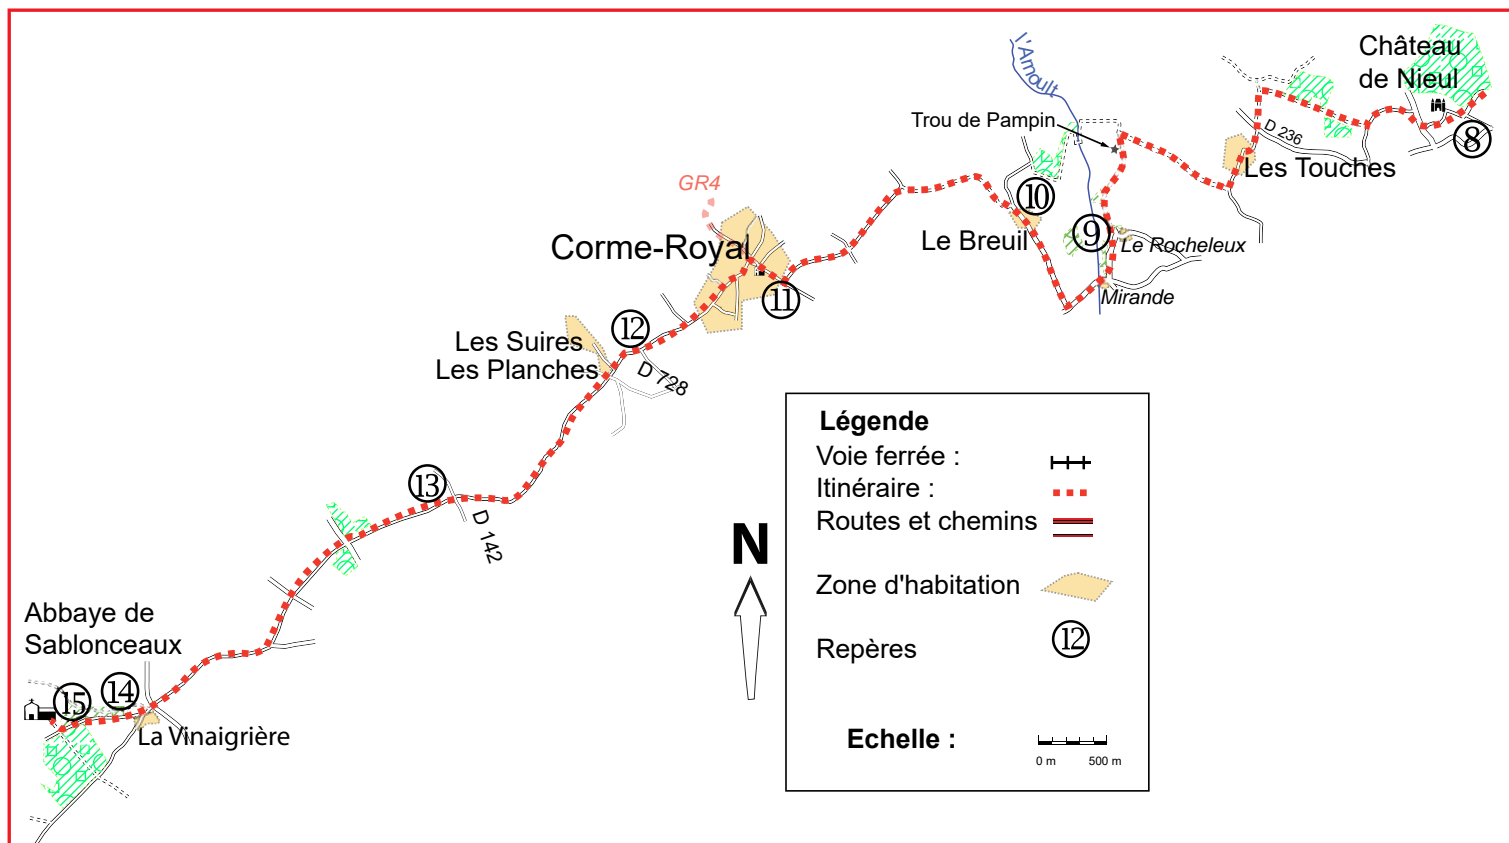 Château
de Nieul
l'Arnoult
Trou de Pampin
D 236
8
Les Touches
GR4
10
9
Le Breuil
Le Rocheleux
Corme-Royal
Mirande
11
12
Les Suires
Les Planches
D 728
13
D 142
Abbaye de
Sablonceaux
14
15
La Vinaigrière
N
Légende
Voie ferrée :
Itinéraire :
Routes et chemins
Zone d'habitation
Repères
12
Echelle :
0 m 500 m